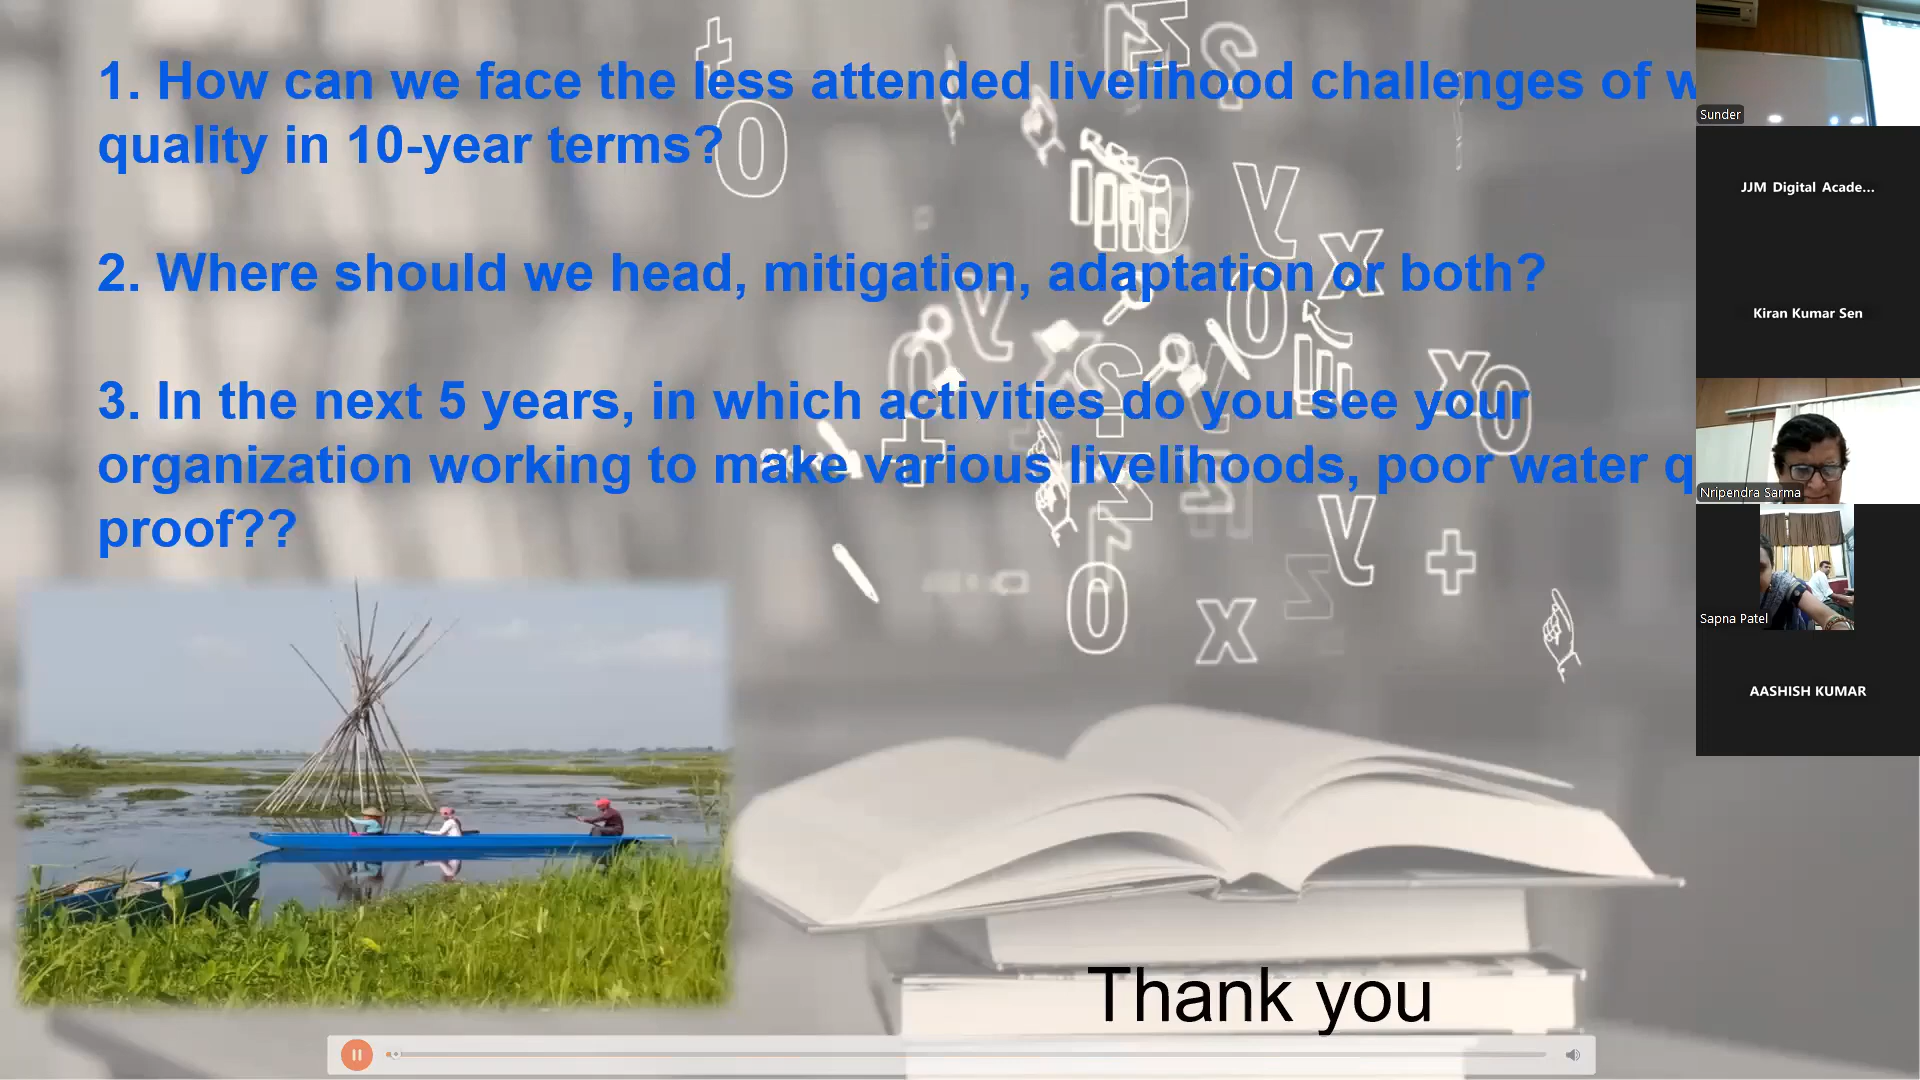 1. How can we face the less attended livelihood challenges of w
quality in 10-year terms?
2. Where should we head, mitigation, adaptation or both?
3. In the next 5 years, in which activities do you see your
organization working to make various livelihoods, poor water q
proof??
Thank you
Sunder
JJM Digital Acade...
Kiran Kumar Sen
Nripendra Sarma
Sapna Patel
AASHISH KUMAR